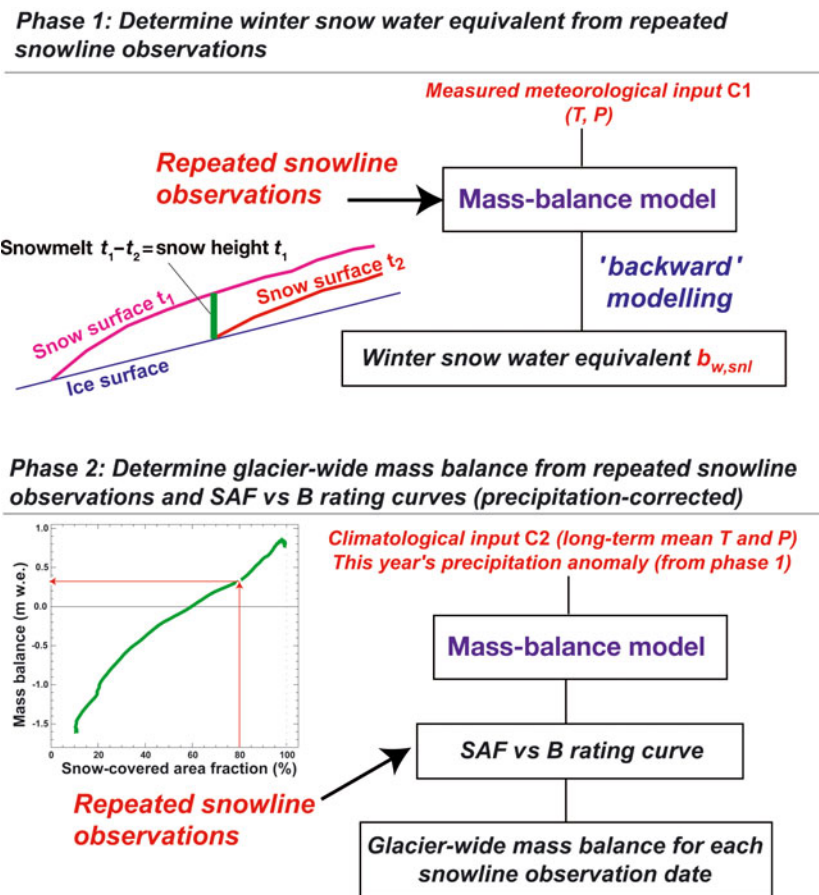 Phase 1: Determine winter snow water equivalent from repeated
snowline observations
Measured meteorological input C1
(T, P)
Repeated snowline
observations
Mass-balance model
Snowmelt t₁–t₂=snow height t₁
Snow surface t₁
Snow surface t₂
Ice surface
'backward'
modelling
Winter snow water equivalent b_w,snl
Phase 2: Determine glacier-wide mass balance from repeated snowline
observations and SAF vs B rating curves (precipitation-corrected)
Mass balance (m w.e.)
1.0
0.5
0.0
-0.5
-1.0
-1.5
0 20 40 60 80 100
Snow-covered area fraction (%)
Climatological input C2 (long-term mean T and P)
This year's precipitation anomaly (from phase 1)
Mass-balance model
SAF vs B rating curve
Repeated snowline
observations
Glacier-wide mass balance for each
snowline observation date